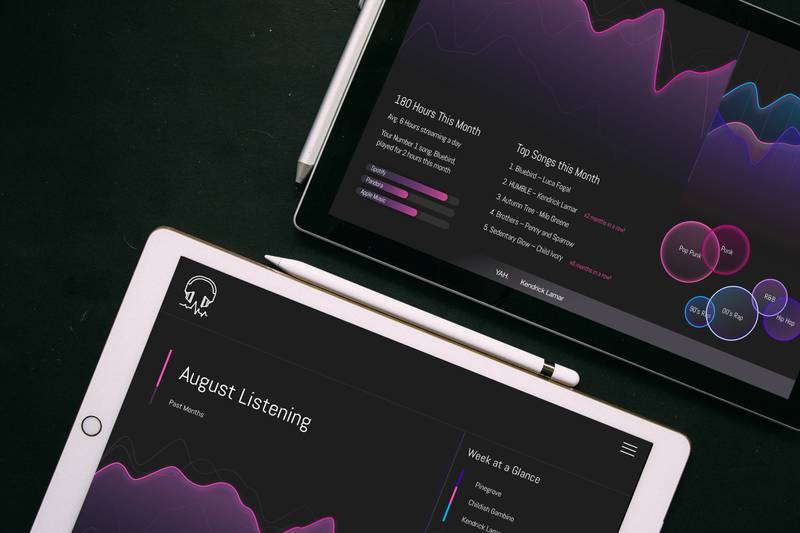 180 Hours This Month
Avg. 6 Hours streaming a day
Your Number 1 song, Bluebird,
played for 2 hours this month
Spotify
Pandora
Apple Music
Top Songs this Month
1. Bluebird – Luca Fogal
2. HUMBLE – Kendrick Lamar x2 months in a row!
3. Autumn Tree - Milo Greene
4. Brothers – Penny and Sparrow
5. Sedentary Glow – Child Ivory x6 months in a row!
Pop Punk
Punk
90's Rap
00's Rap
R&B
Hip Hop
YAH. Kendrick Lamar
August Listening
Past Months
Week at a Glance
Pinegrove
Childish Gambino
Kendrick